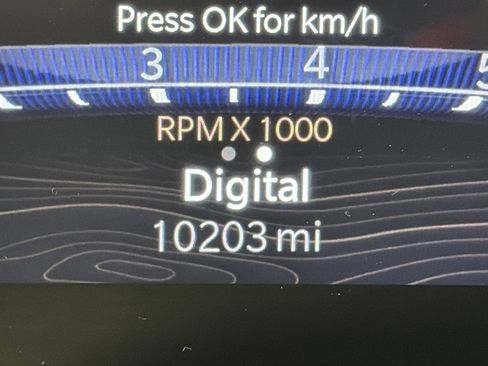 Press OK for km/h
3 4 5
RPM X 1000
Digital
10203 mi